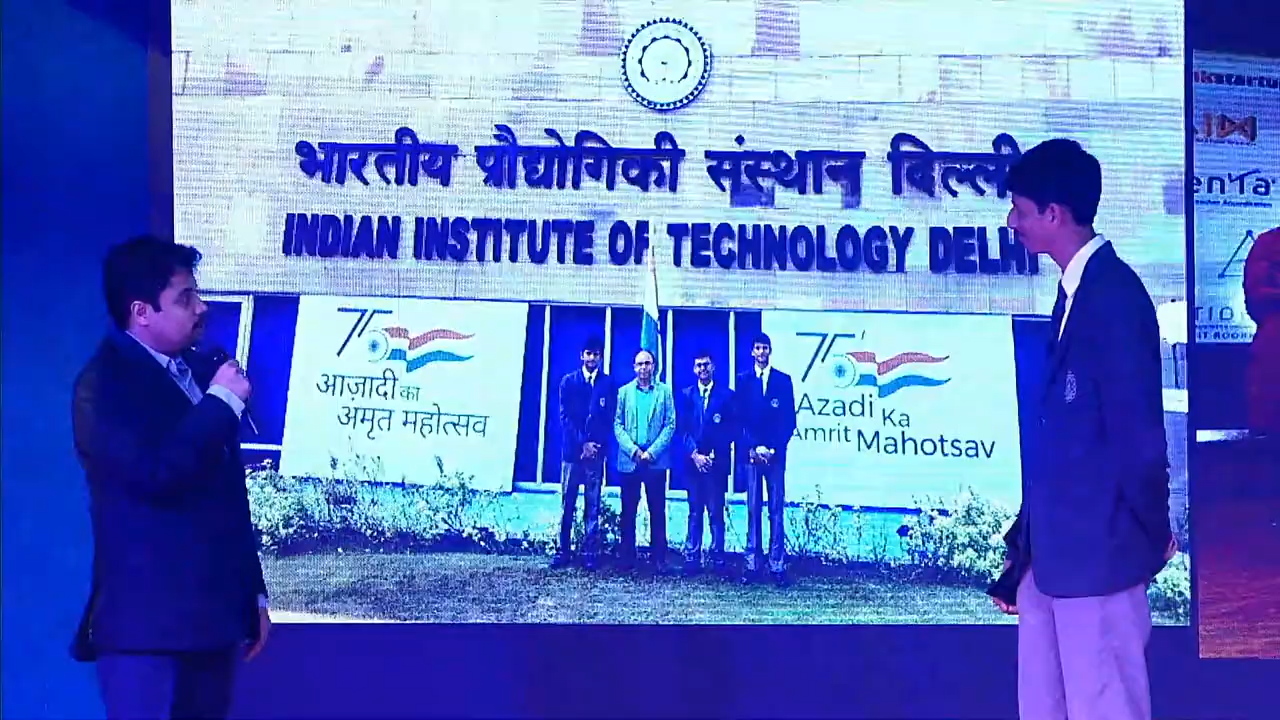 भारतीय प्रौद्योगिकी संस्थान दिल्ली
INDIAN INSTITUTE OF TECHNOLOGY DELHI
75
आज़ादी का
अमृत महोत्सव
75
Azadi Ka
Amrit Mahotsav